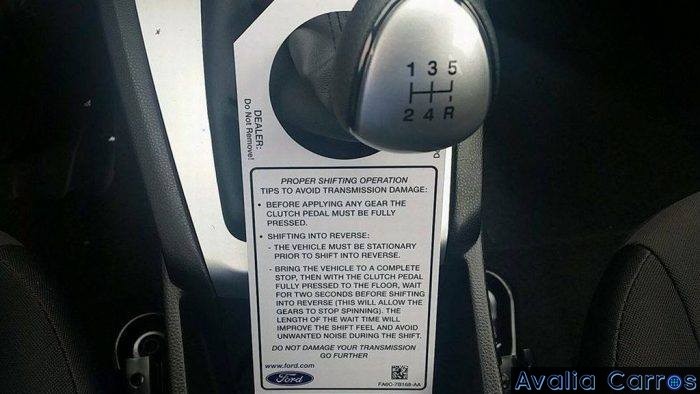 1 3 5
2 4 R
DEALER:
Do Not Remove!
PROPER SHIFTING OPERATION
TIPS TO AVOID TRANSMISSION DAMAGE:
• BEFORE APPLYING ANY GEAR THE
CLUTCH PEDAL MUST BE FULLY
PRESSED.
• SHIFTING INTO REVERSE:
- THE VEHICLE MUST BE STATIONARY
PRIOR TO SHIFT INTO REVERSE.
- BRING THE VEHICLE TO A COMPLETE
STOP, THEN WITH THE CLUTCH PEDAL
FULLY PRESSED TO THE FLOOR, WAIT
FOR TWO SECONDS BEFORE SHIFTING
INTO REVERSE (THIS WILL ALLOW THE
GEARS TO STOP SPINNING). THE
LENGTH OF THE WAIT TIME WILL
IMPROVE THE SHIFT FEEL AND AVOID
UNWANTED NOISE DURING THE SHIFT.
DO NOT DAMAGE YOUR TRANSMISSION
GO FURTHER
www.ford.com
Ford
FA6C-7B168-AA
Avalia Carros